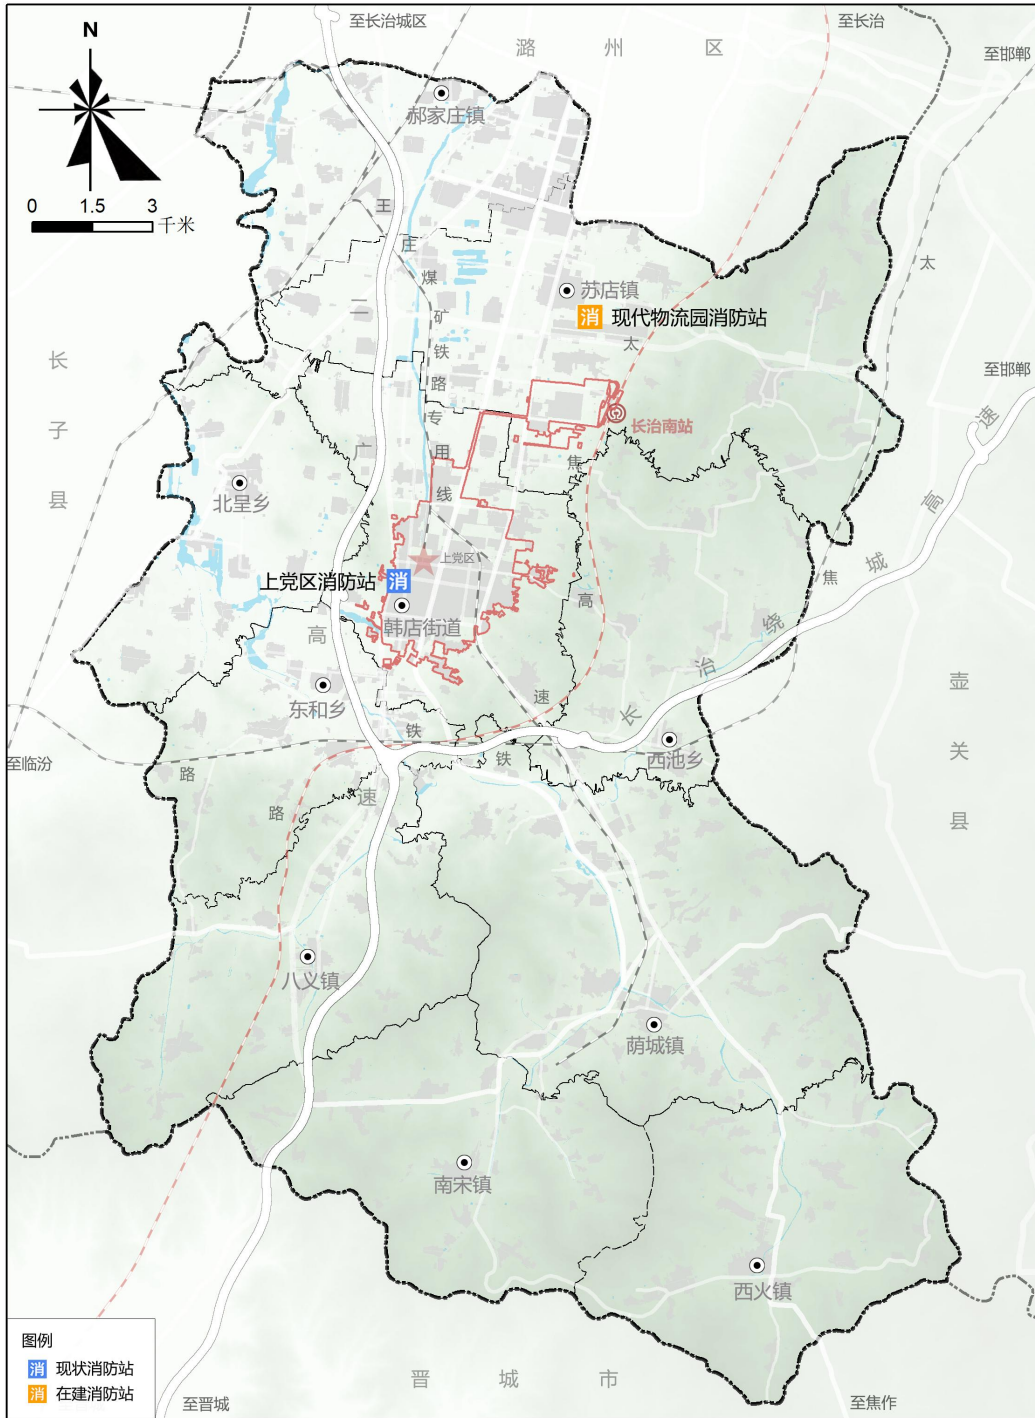 至长治城区
至长治
潞州区
至邯郸
N
郝家庄镇
0 1.5 3
千米
王庄煤矿铁路专用线
太
二广高速
苏店镇
消 现代物流园消防站
太
长子县
至邯郸
长治南站
焦
北呈乡
长治绕城高速
上党区
焦
上党区消防站 消
高
韩店街道
东和乡
速
壶关县
铁
西池乡
至临汾
铁
路
路
八义镇
荫城镇
南宋镇
西火镇
图例
消 现状消防站
消 在建消防站
晋城市
至晋城
至焦作